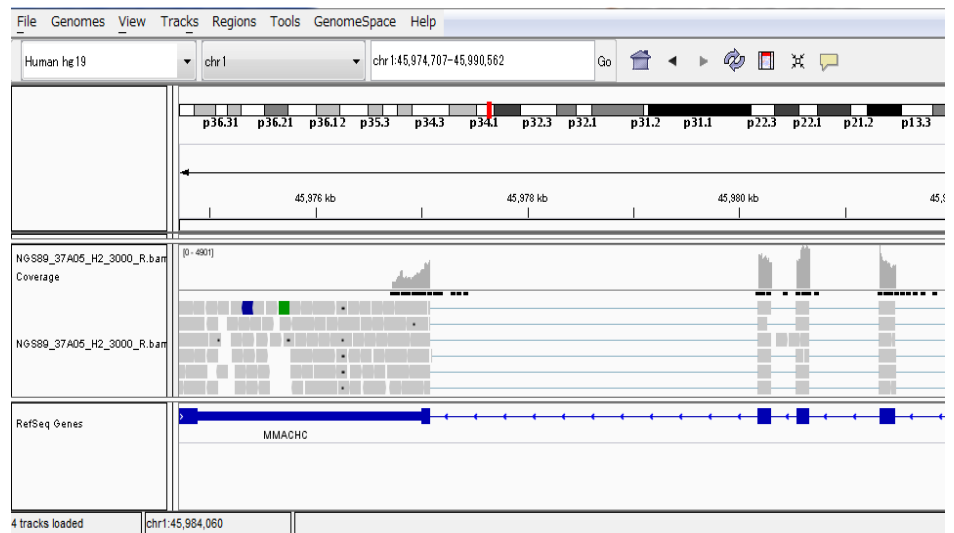 File Genomes View Tracks Regions Tools GenomeSpace Help
Human hg19 chr1 chr1:45,974,707-45,990,562 Go
p36.31 p36.21 p36.12 p35.3 p34.3 p34.1 p32.3 p32.1 p31.2 p31.1 p22.3 p22.1 p21.2 p13.3
45,976 kb 45,978 kb 45,980 kb 45,9
NGS89_37A05_H2_3000_R.bam
Coverage
[0 - 4901]
NGS89_37A05_H2_3000_R.bam
RefSeq Genes
MMACHC
4 tracks loaded chr1:45,984,060